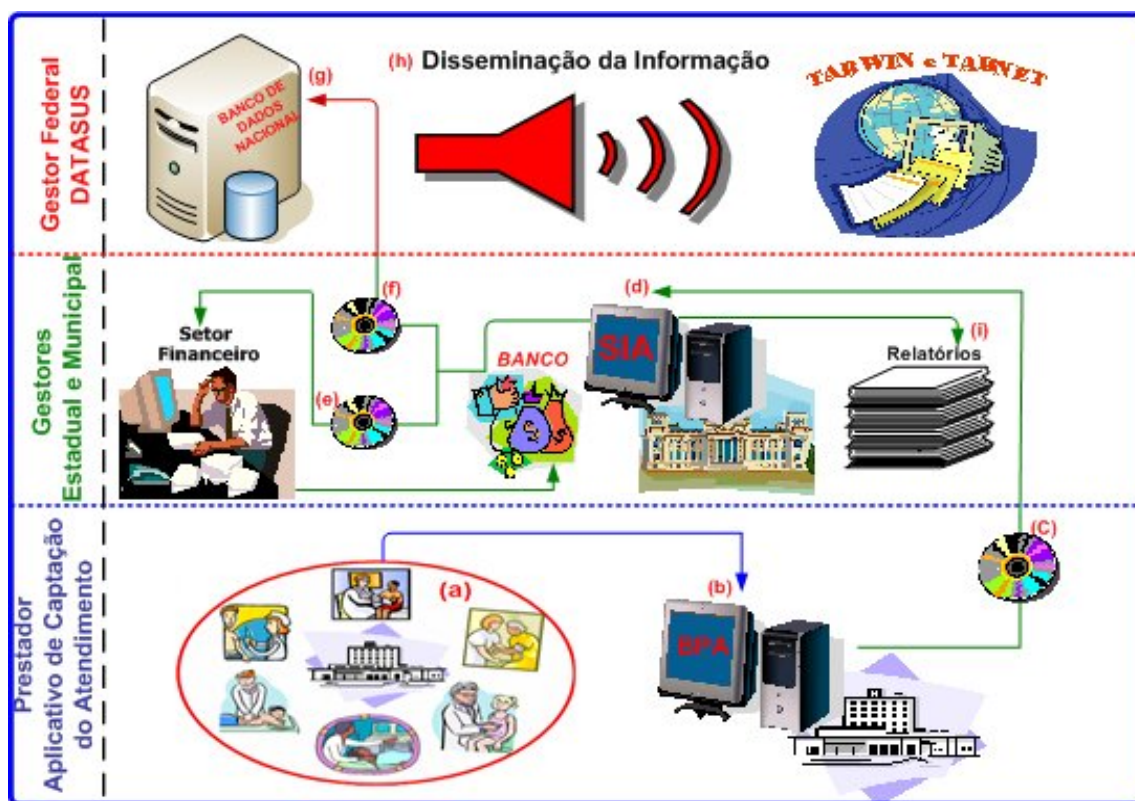 Gestor Federal
DATASUS
BANCO DE
DADOS
NACIONAL
(g)
(h) Disseminação da Informação
TABWIN e TABNET
Gestores
Estadual e Municipal
Setor
Financeiro
(f)
(e)
BANCO
(d)
SIA
(i)
Relatórios
Prestador
Aplicativo de Captação
do Atendimento
(a)
(b)
BPA
(C)
H